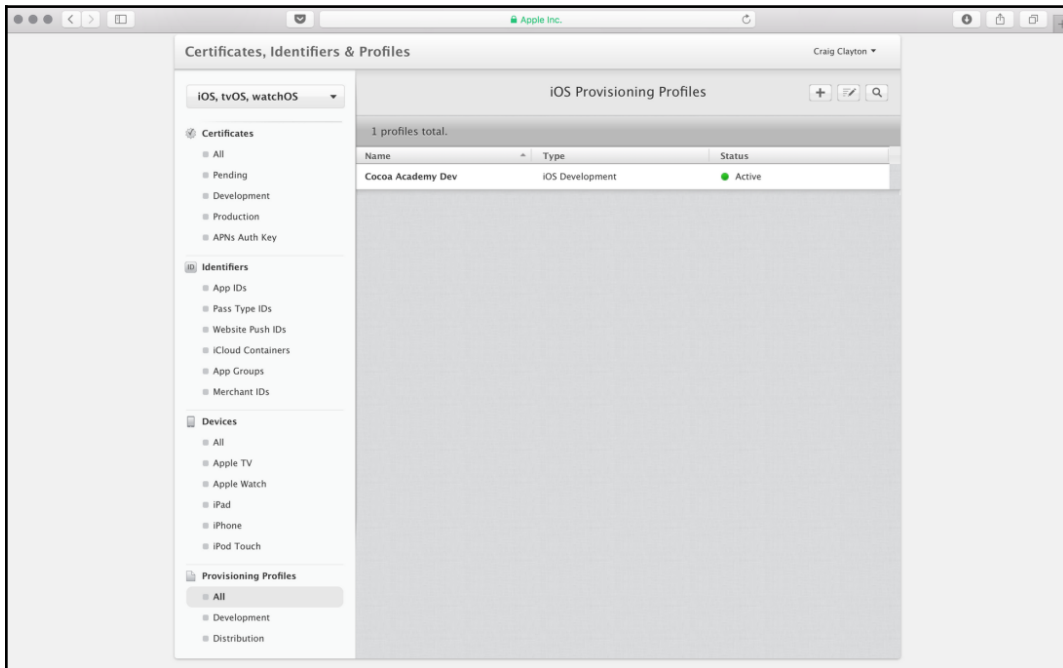 Apple Inc.
Certificates, Identifiers & Profiles
Craig Clayton
iOS, tvOS, watchOS
iOS Provisioning Profiles
1 profiles total.
Name Type Status
Cocoa Academy Dev iOS Development Active
Certificates
All
Pending
Development
Production
APNs Auth Key
ID Identifiers
App IDs
Pass Type IDs
Website Push IDs
iCloud Containers
App Groups
Merchant IDs
Devices
All
Apple TV
Apple Watch
iPad
iPhone
iPod Touch
Provisioning Profiles
All
Development
Distribution